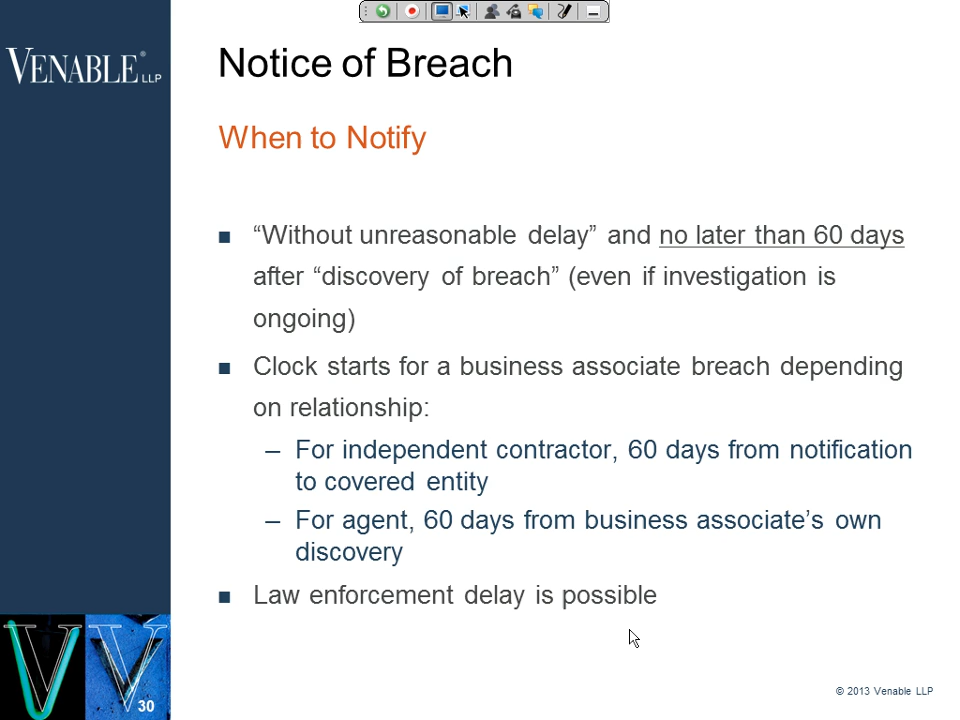 VENABLE® LLP
Notice of Breach
When to Notify
■ “Without unreasonable delay” and no later than 60 days
after “discovery of breach” (even if investigation is
ongoing)
■ Clock starts for a business associate breach depending
on relationship:
– For independent contractor, 60 days from notification
to covered entity
– For agent, 60 days from business associate’s own
discovery
■ Law enforcement delay is possible
30
© 2013 Venable LLP